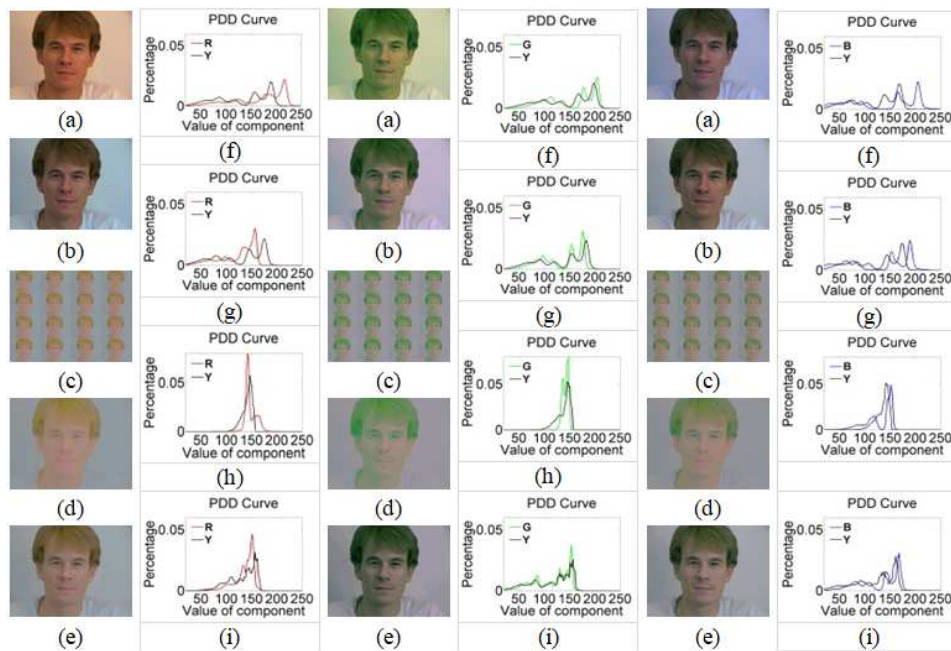 PDD Curve
Percentage
0.05
0
R
Y
50 100 150 200 250
Value of component
(a)
(f)
PDD Curve
Percentage
0.05
0
R
Y
50 100 150 200 250
Value of component
(b)
(g)
(c)
PDD Curve
Percentage
0.05
0
R
Y
50 100 150 200 250
Value of component
(h)
(d)
PDD Curve
Percentage
0.05
0
R
Y
50 100 150 200 250
Value of component
(e)
(i)
PDD Curve
Percentage
0.05
0
G
Y
50 100 150 200 250
Value of component
(a)
(f)
PDD Curve
Percentage
0.05
0
G
Y
50 100 150 200 250
Value of component
(b)
(g)
(c)
PDD Curve
Percentage
0.05
0
G
Y
50 100 150 200 250
Value of component
(h)
(d)
PDD Curve
Percentage
0.05
0
G
Y
50 100 150 200 250
Value of component
(e)
(i)
PDD Curve
Percentage
0.05
0
B
Y
50 100 150 200 250
Value of component
(a)
(f)
PDD Curve
Percentage
0.05
0
B
Y
50 100 150 200 250
Value of component
(b)
(g)
(c)
PDD Curve
Percentage
0.05
0
B
Y
50 100 150 200 250
Value of component
(h)
(d)
PDD Curve
Percentage
0.05
0
B
Y
50 100 150 200 250
Value of component
(e)
(i)